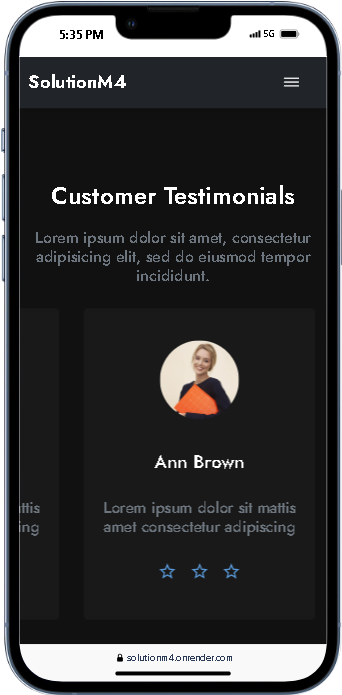 5:35 PM
5G
SolutionM4
Customer Testimonials
Lorem ipsum dolor sit amet, consectetur
adipisicing elit, sed do eiusmod tempor
incididunt.
Ann Brown
attis
Lorem ipsum dolor sit mattis
ing
amet consectetur adipiscing
solutionm4.onrender.com